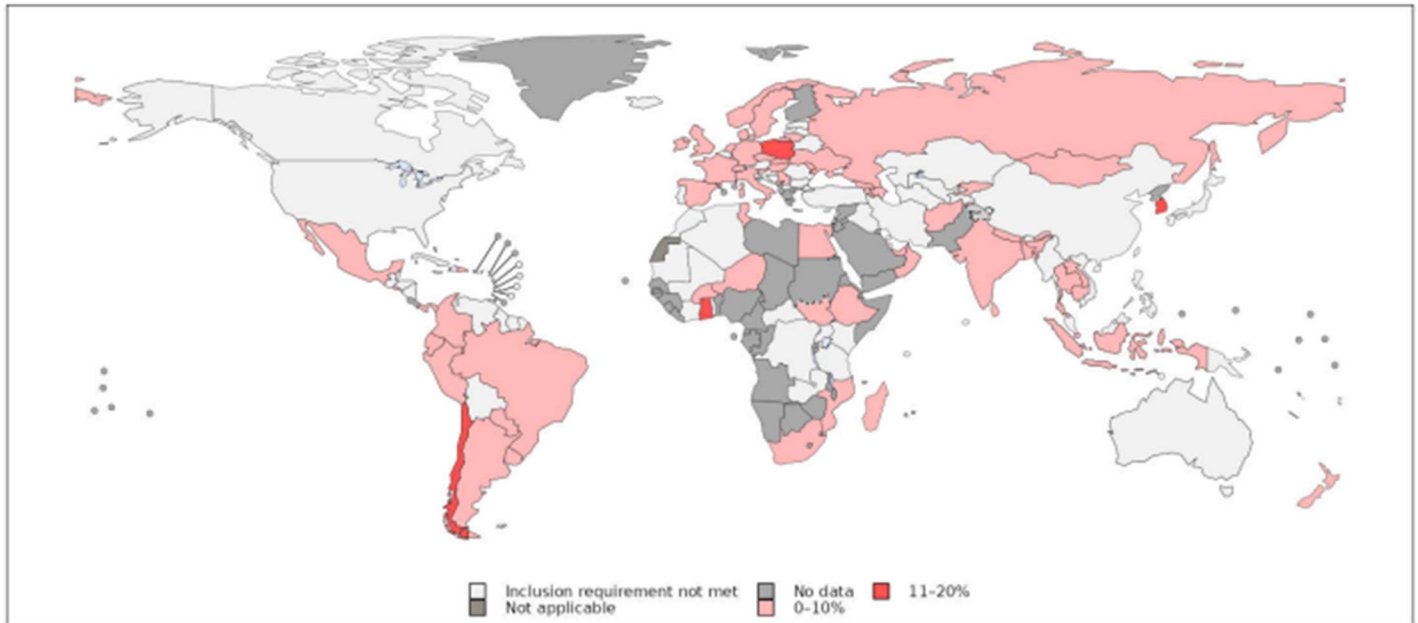 Inclusion requirement not met
No data
11–20%
Not applicable
0–10%